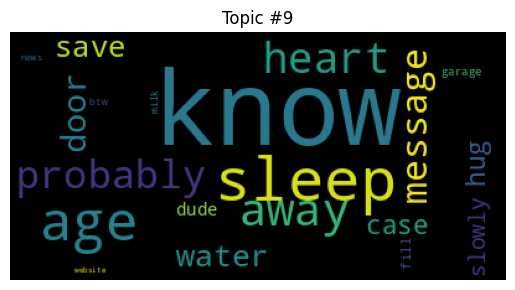 Topic #9
save
heart
news
know
message
garage
door
btw
milk
probably
sleep
hug
age
dude
away
case
slowly
water
fill
website